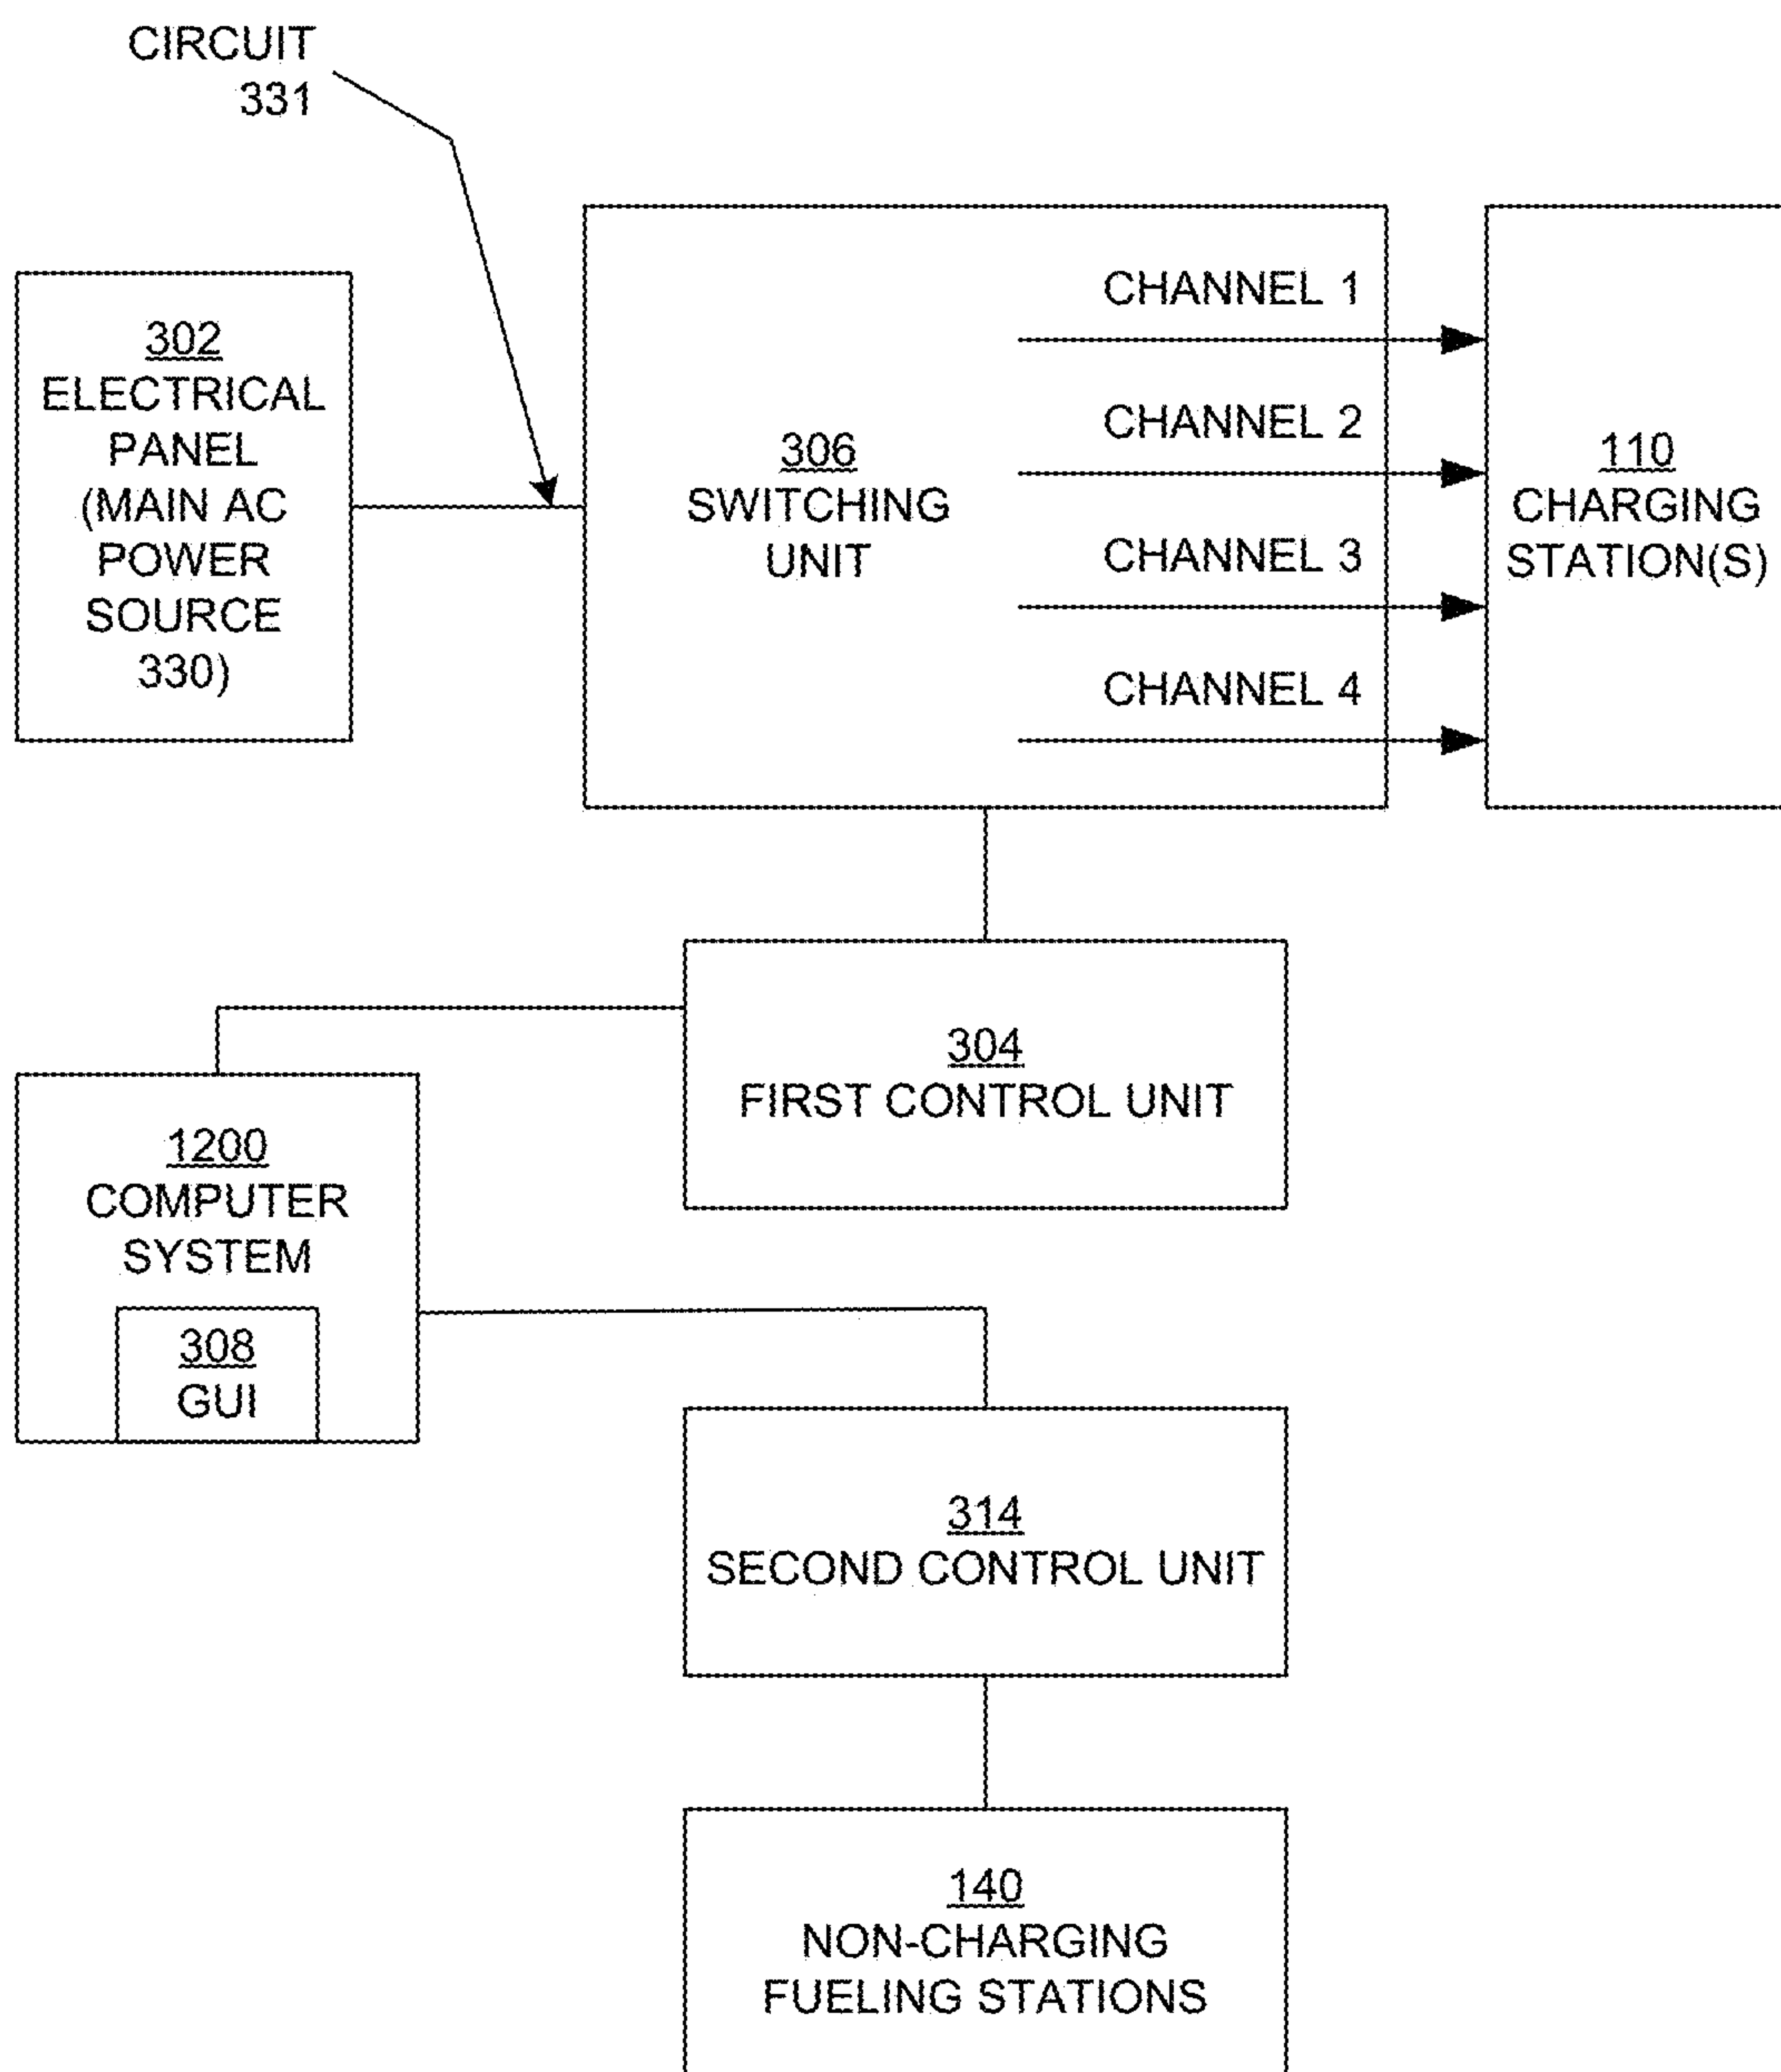 CIRCUIT
331
302
ELECTRICAL
PANEL
(MAIN AC
POWER
SOURCE
330)
306
SWITCHING
UNIT
CHANNEL 1
CHANNEL 2
CHANNEL 3
CHANNEL 4
110
CHARGING
STATION(S)
304
FIRST CONTROL UNIT
1200
COMPUTER
SYSTEM
308
GUI
314
SECOND CONTROL UNIT
140
NON-CHARGING
FUELING STATIONS